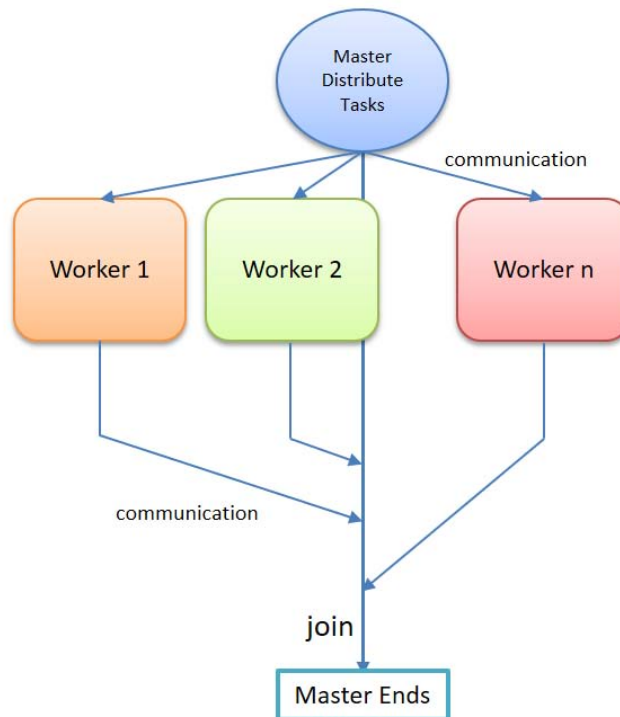 Master
Distribute
Tasks
communication
Worker 1
Worker 2
Worker n
communication
join
Master Ends